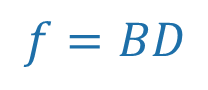 f = BD